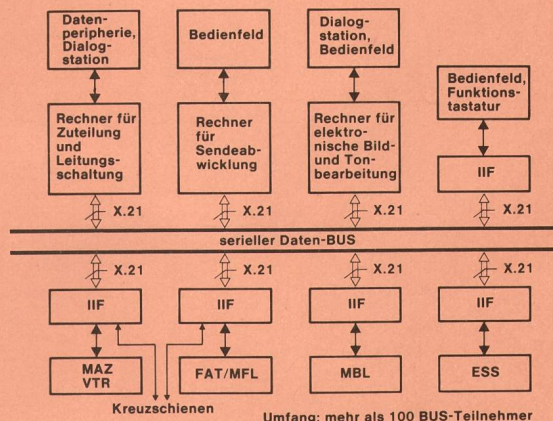 Daten-
peripherie,
Dialog-
station
Bedienfeld
Dialog-
station,
Bedienfeld
Bedienfeld,
Funktions-
tastatur
Rechner für
Zuteilung
und
Leitungs-
schaltung
Rechner
für
Sendeab-
wicklung
Rechner für
elektro-
nische Bild-
und Ton-
bearbeitung
IIF
X.21
X.21
X.21
X.21
serieller Daten-BUS
X.21
X.21
X.21
X.21
IIF
IIF
IIF
IIF
MAZ
VTR
FAT/MFL
MBL
ESS
Kreuzschienen
Umfang: mehr als 100 BUS-Teilnehmer